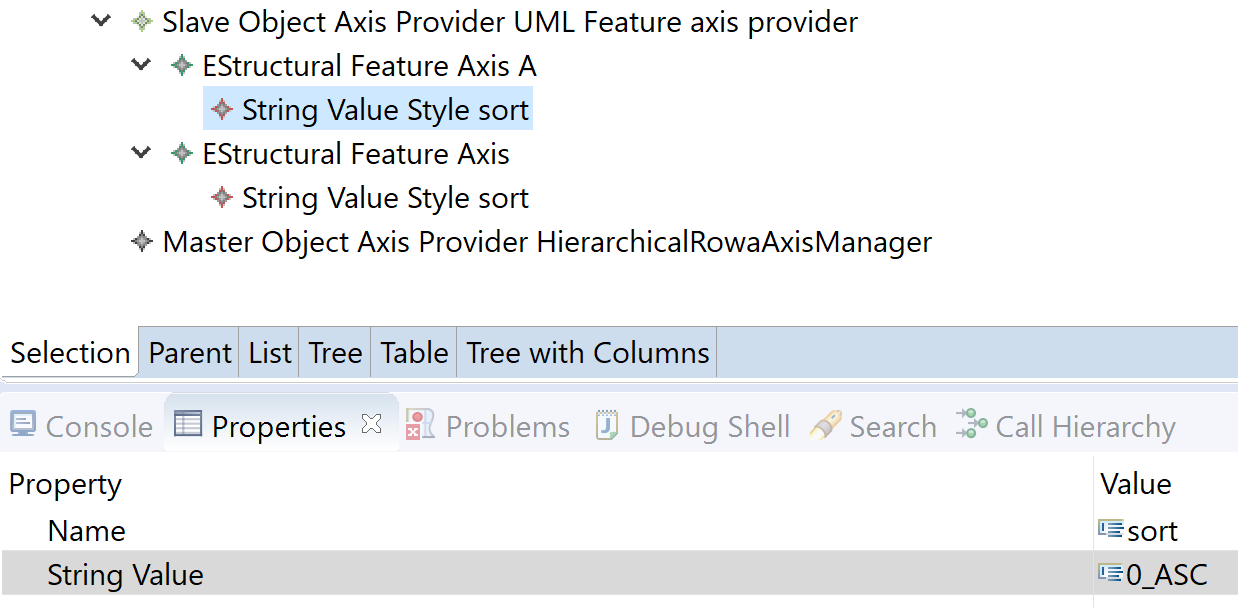 Slave Object Axis Provider UML Feature axis provider
EStructural Feature Axis A
String Value Style sort
EStructural Feature Axis
String Value Style sort
Master Object Axis Provider HierarchicalRowaAxisManager
Selection Parent List Tree Table Tree with Columns
Console Properties Problems Debug Shell Search Call Hierarchy
Property Value
Name sort
String Value 0_ASC